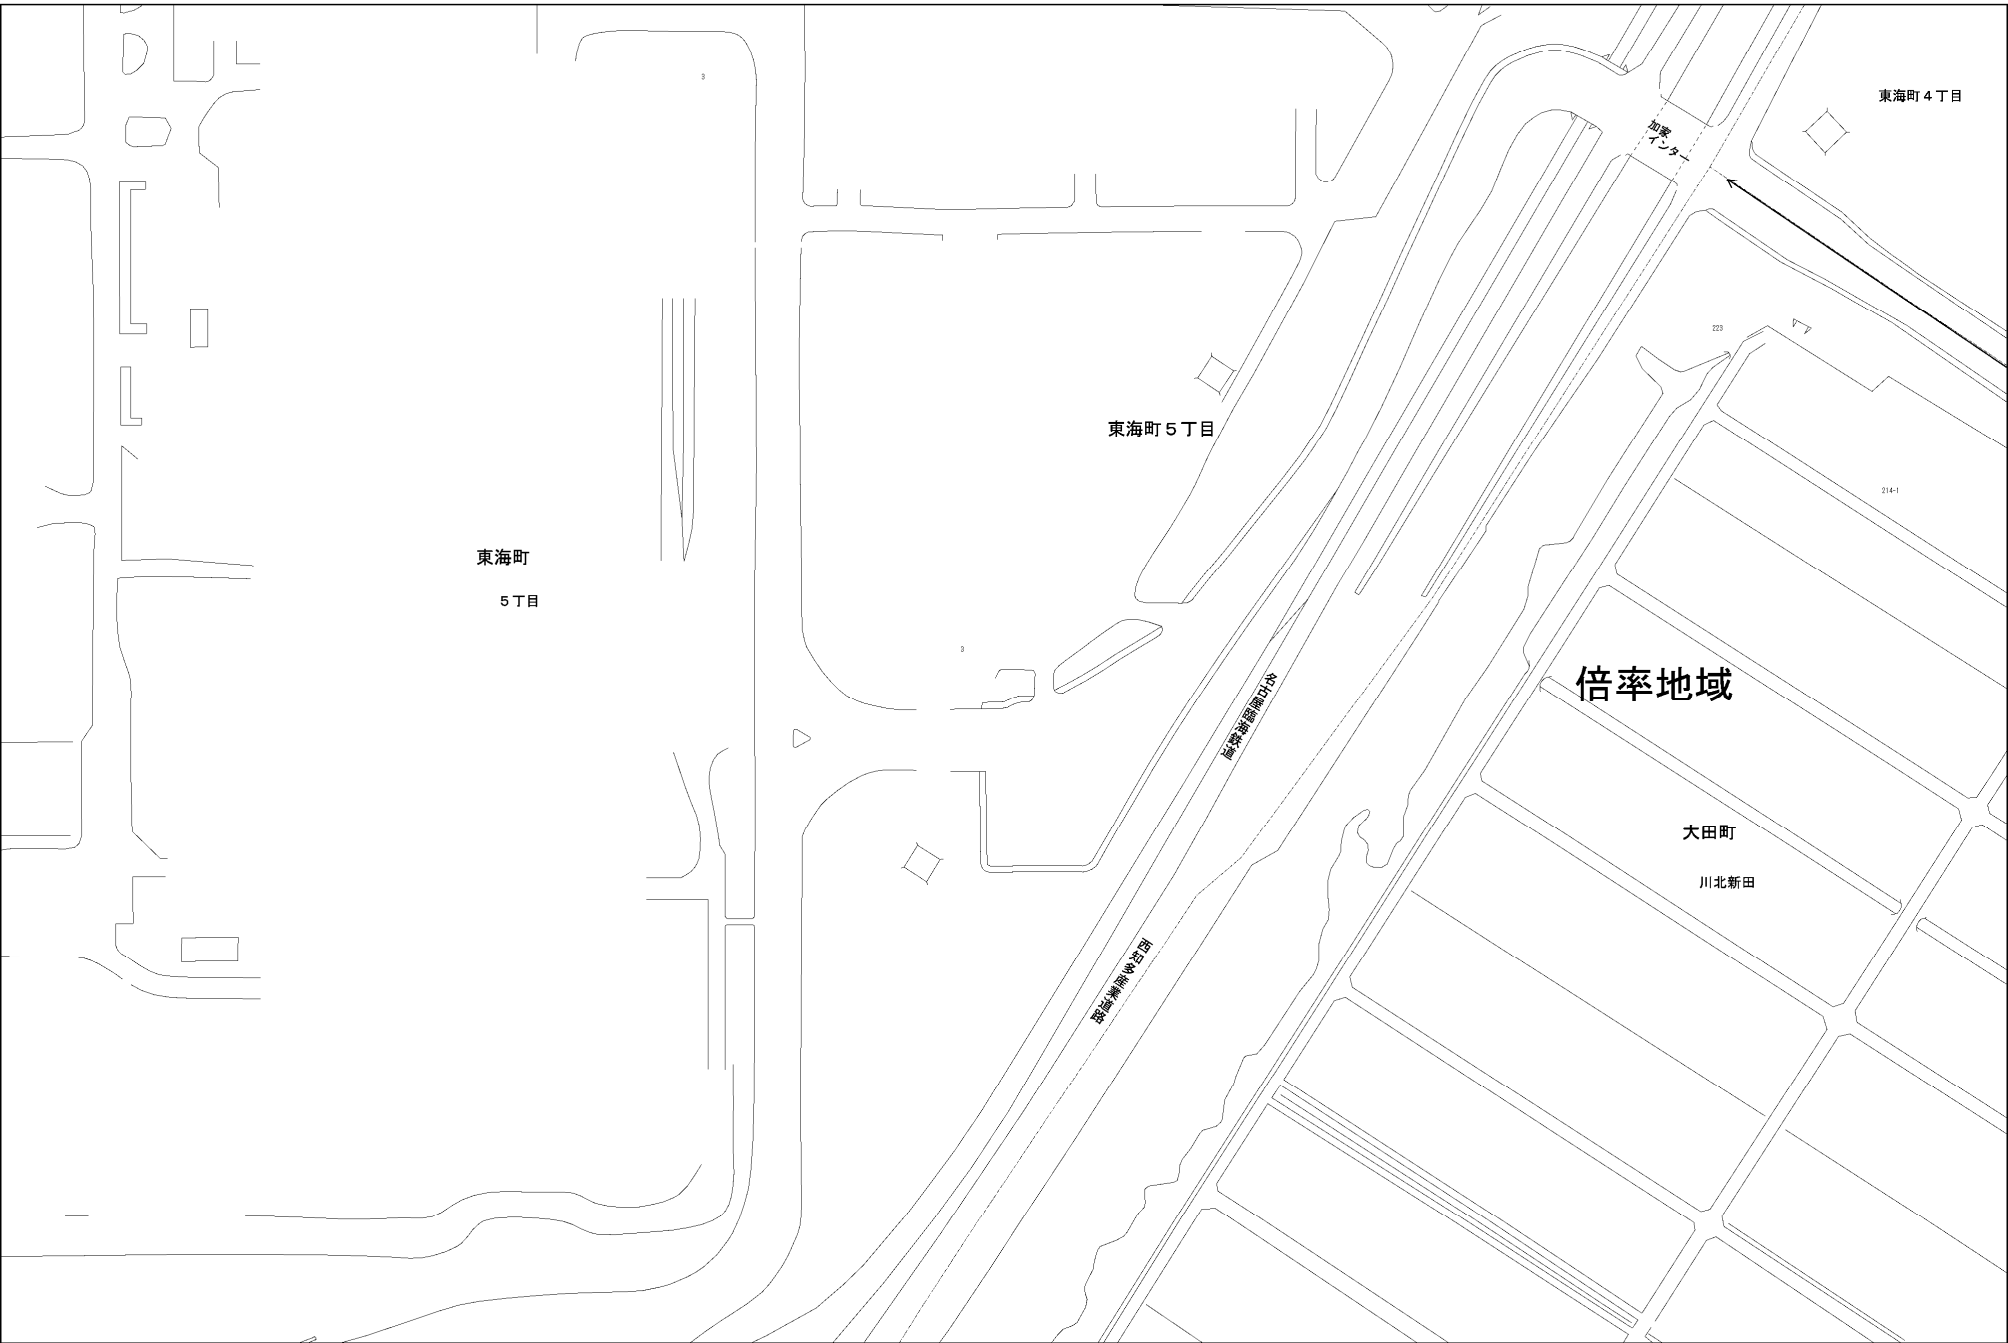 3
東海町４丁目
加家
インター
223
東海町５丁目
214-1
東海町
５丁目
3
倍率地域
名古屋臨海鉄道
大田町
川北新田
西知多産業道路